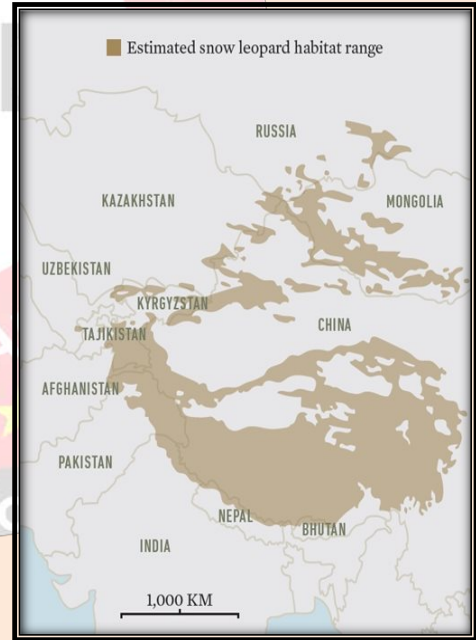 Estimated snow leopard habitat range
RUSSIA
KAZAKHSTAN
MONGOLIA
UZBEKISTAN
KYRGYZSTAN
CHINA
TAJIKISTAN
AFGHANISTAN
PAKISTAN
NEPAL
BHUTAN
INDIA
1,000 KM